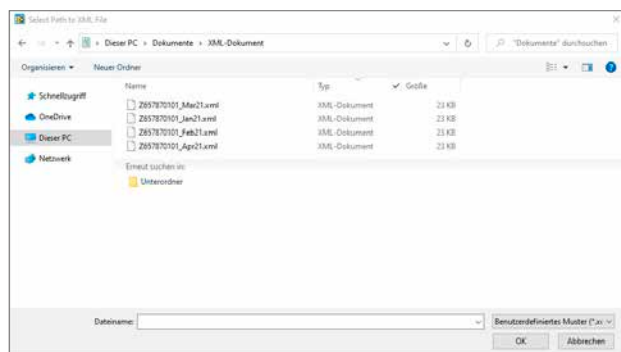 Select Path to XML File
Dieser PC > Dokumente > XML-Dokument
"Dokumente" durchsuchen
Organisieren
Neuer Ordner
Name Typ Größe
Schnellzugriff
OneDrive
Dieser PC
Netzwerk
Z657870101_Mar21.xml XML-Dokument 23 KB
Z657870101_Jan21.xml XML-Dokument 23 KB
Z657870101_Feb21.xml XML-Dokument 23 KB
Z657870101_Apr21.xml XML-Dokument 23 KB
Erneut suchen in:
Unterordner
Dateiname:
Benutzerdefiniertes Muster (*.x
OK Abbrechen